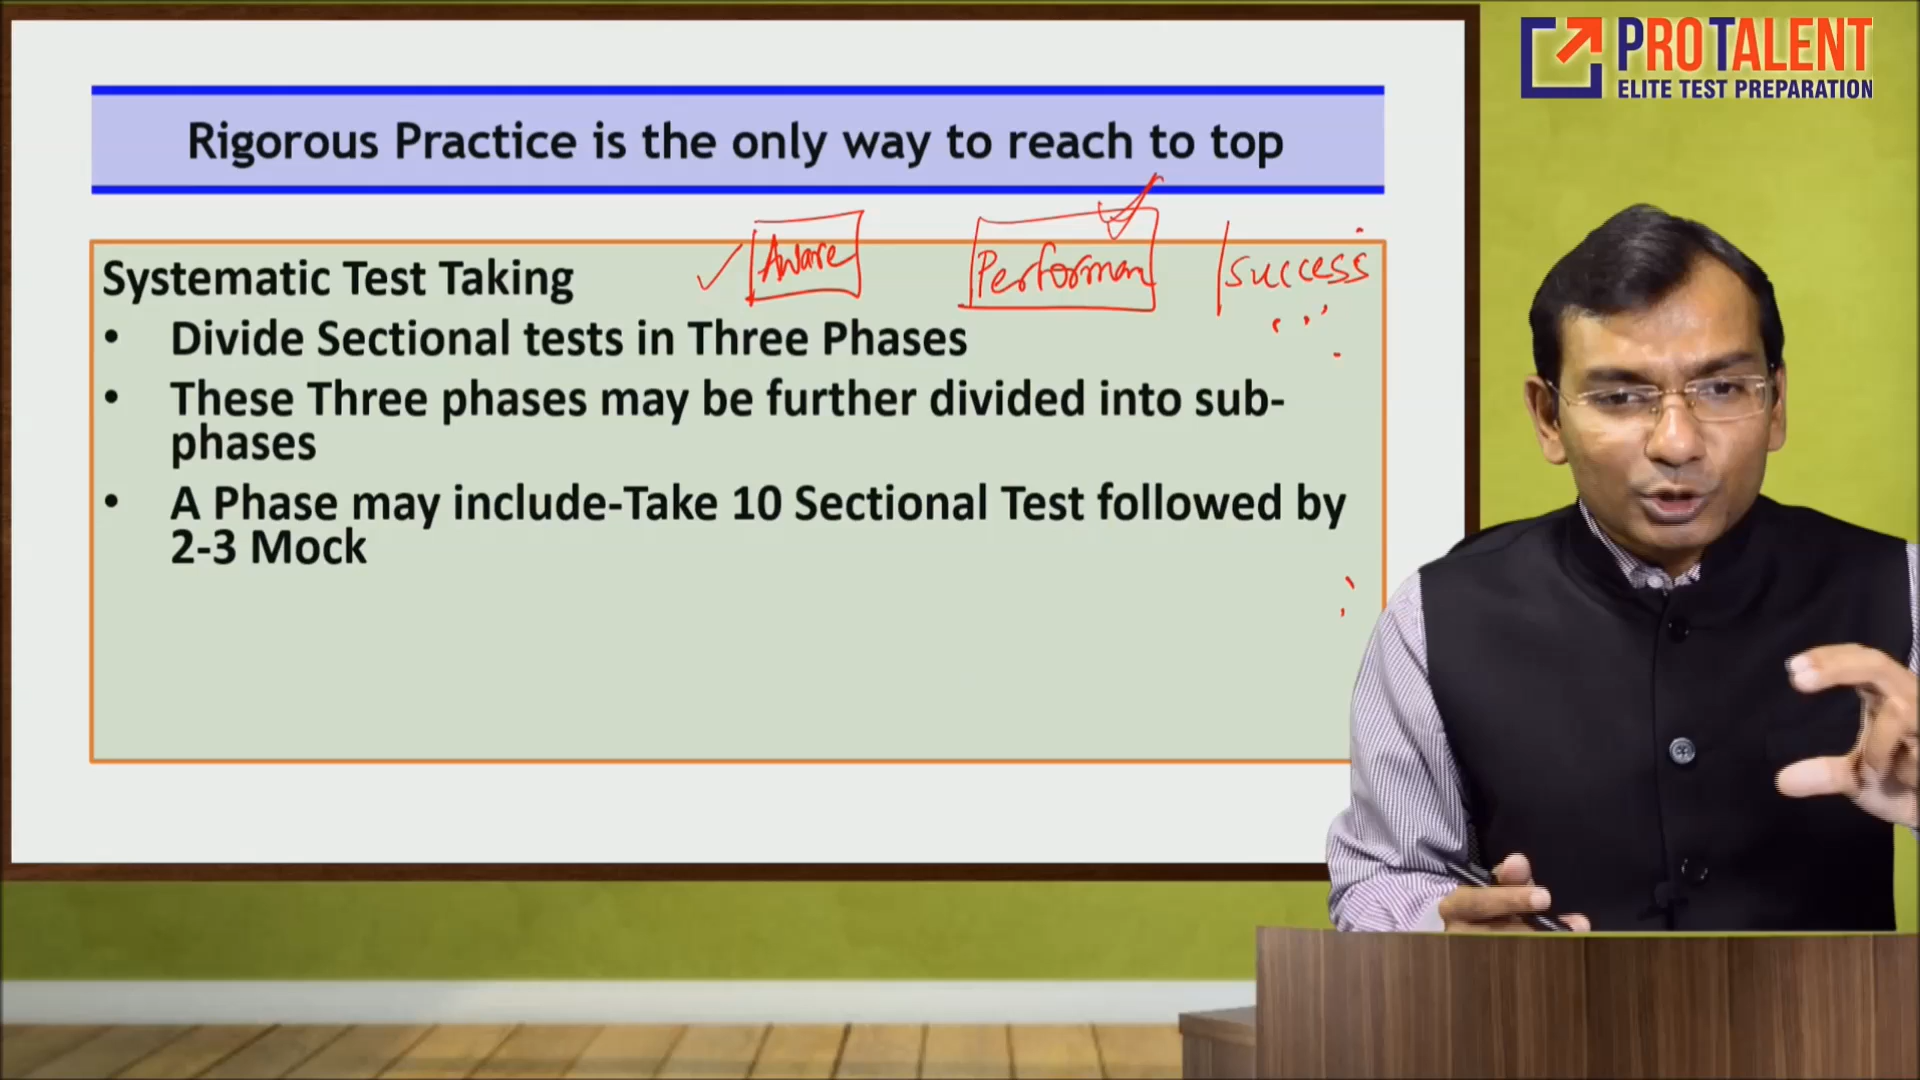 PRO TALENT
ELITE TEST PREPARATION
Rigorous Practice is the only way to reach to top
Aware Performan success
Systematic Test Taking
• Divide Sectional tests in Three Phases
• These Three phases may be further divided into sub-
phases
• A Phase may include-Take 10 Sectional Test followed by
2-3 Mock